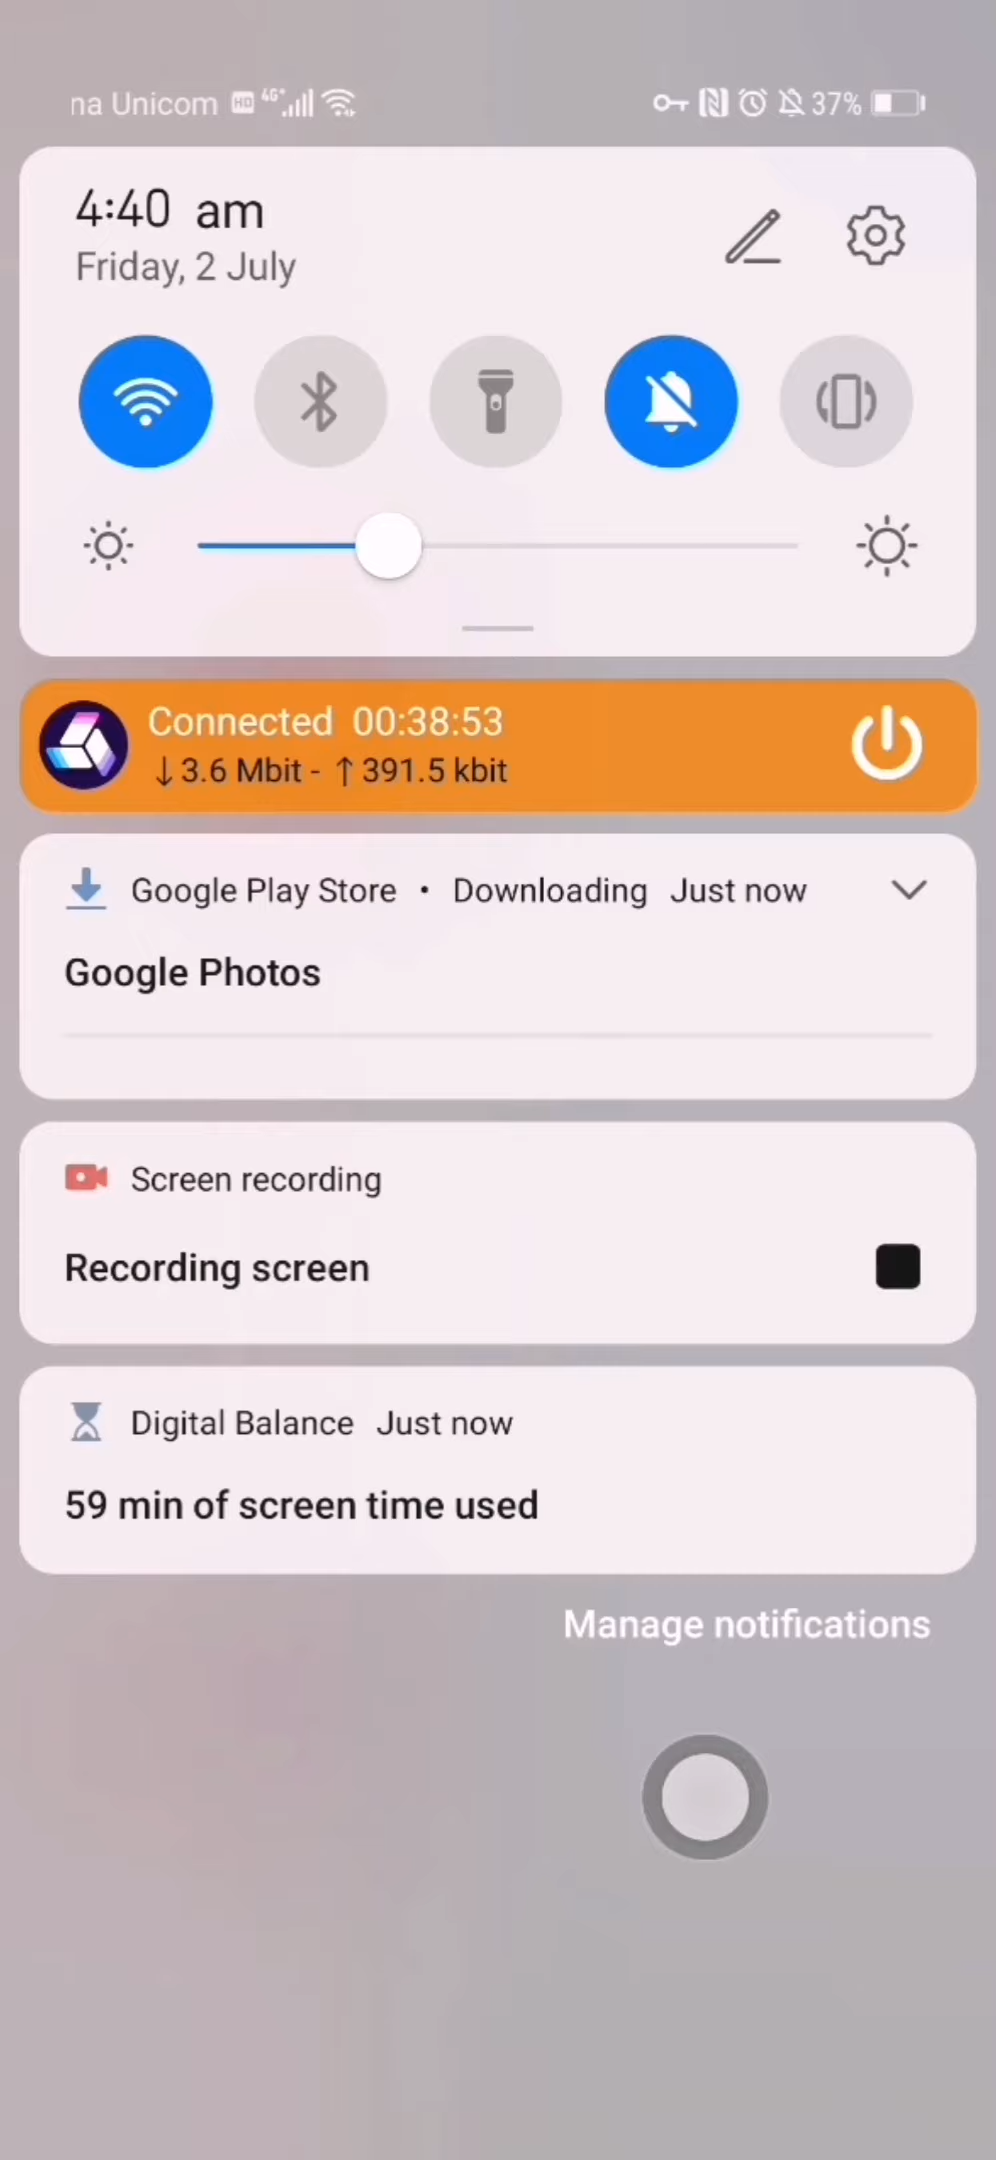 na Unicom HD 4G+ 37%
4:40 am
Friday, 2 July
Connected 00:38:53
↓3.6 Mbit - ↑391.5 kbit
Google Play Store • Downloading Just now
Google Photos
Screen recording
Recording screen
Digital Balance Just now
59 min of screen time used
Manage notifications